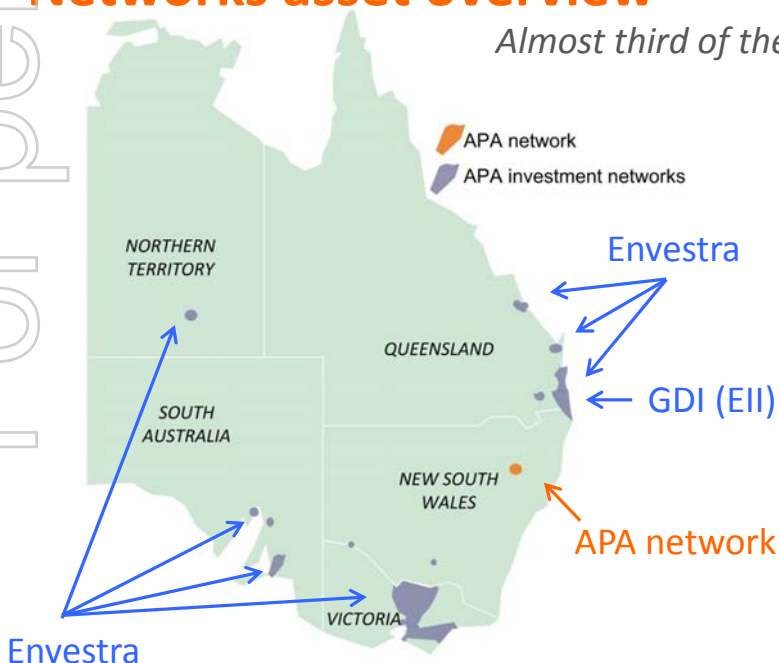 Networks asset overview
Almost third of the
APA network
APA investment networks
NORTHERN
TERRITORY
Envestra
QUEENSLAND
GDI (EII)
SOUTH
AUSTRALIA
NEW SOUTH
WALES
APA network
VICTORIA
Envestra